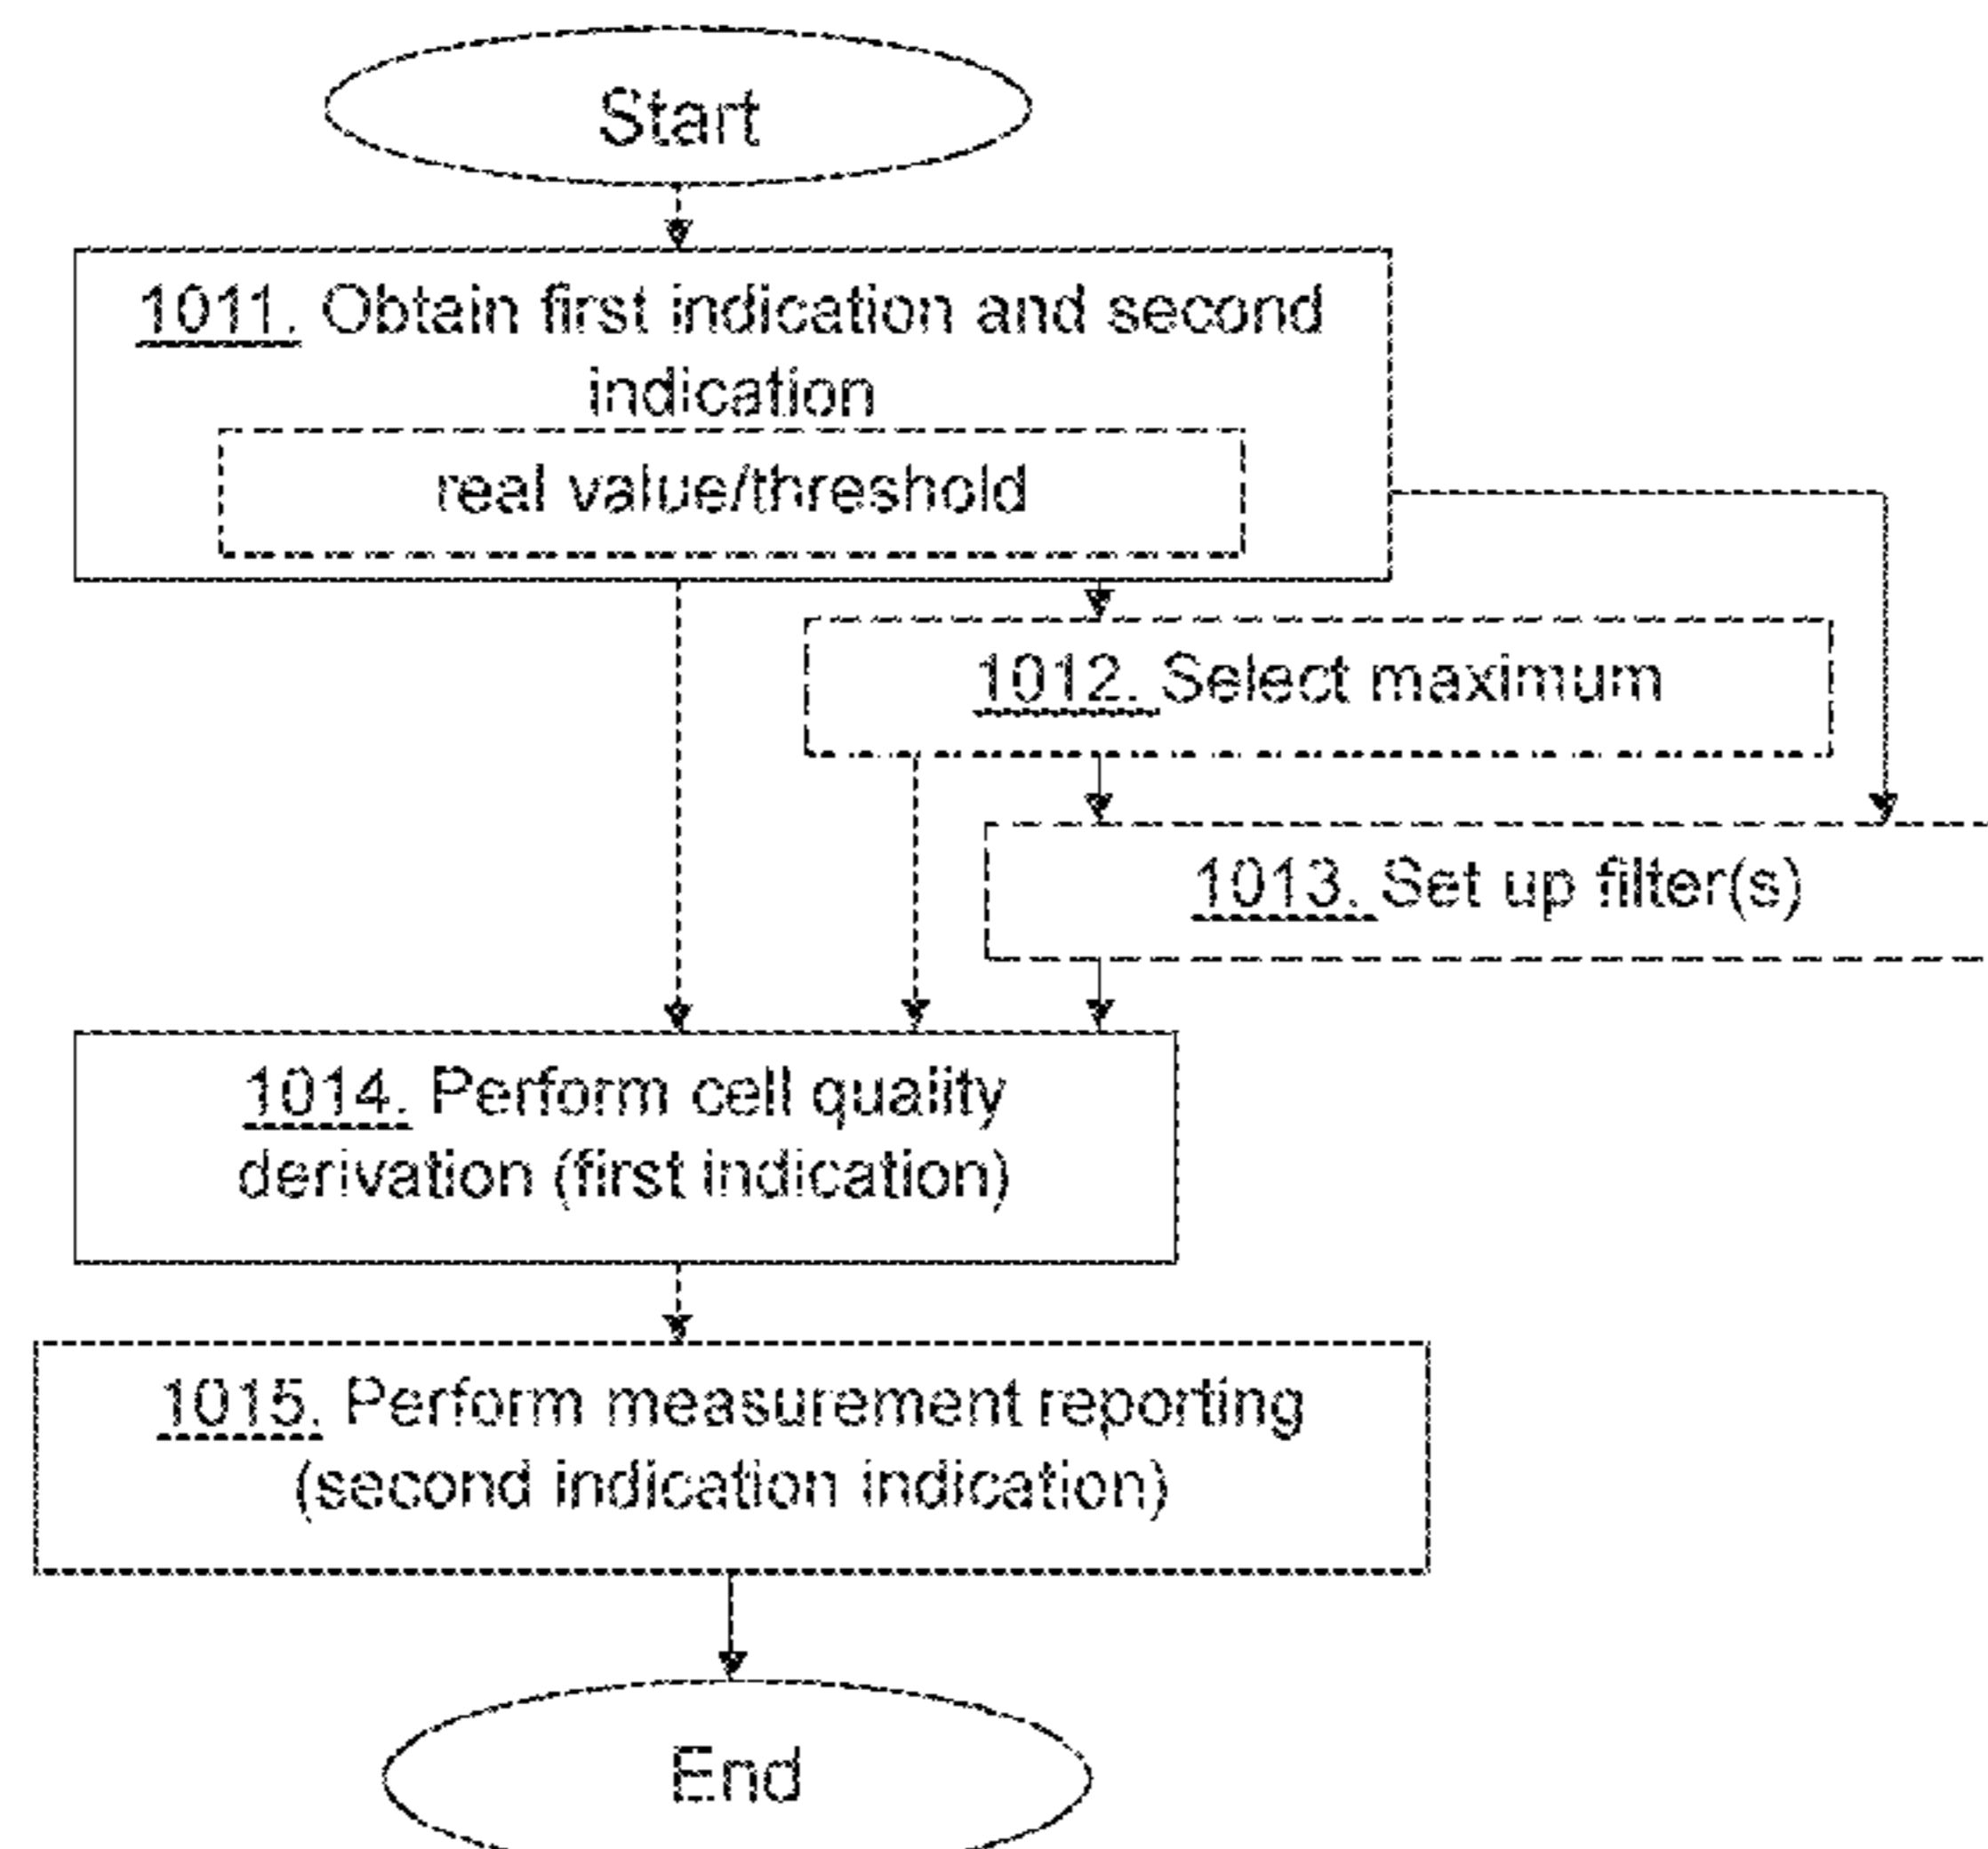 Start
1011. Obtain first indication and second
indication
real value/threshold
1012. Select maximum
1013. Set up filter(s)
1014. Perform cell quality
derivation (first indication)
1015. Perform measurement reporting
(second indication indication)
End